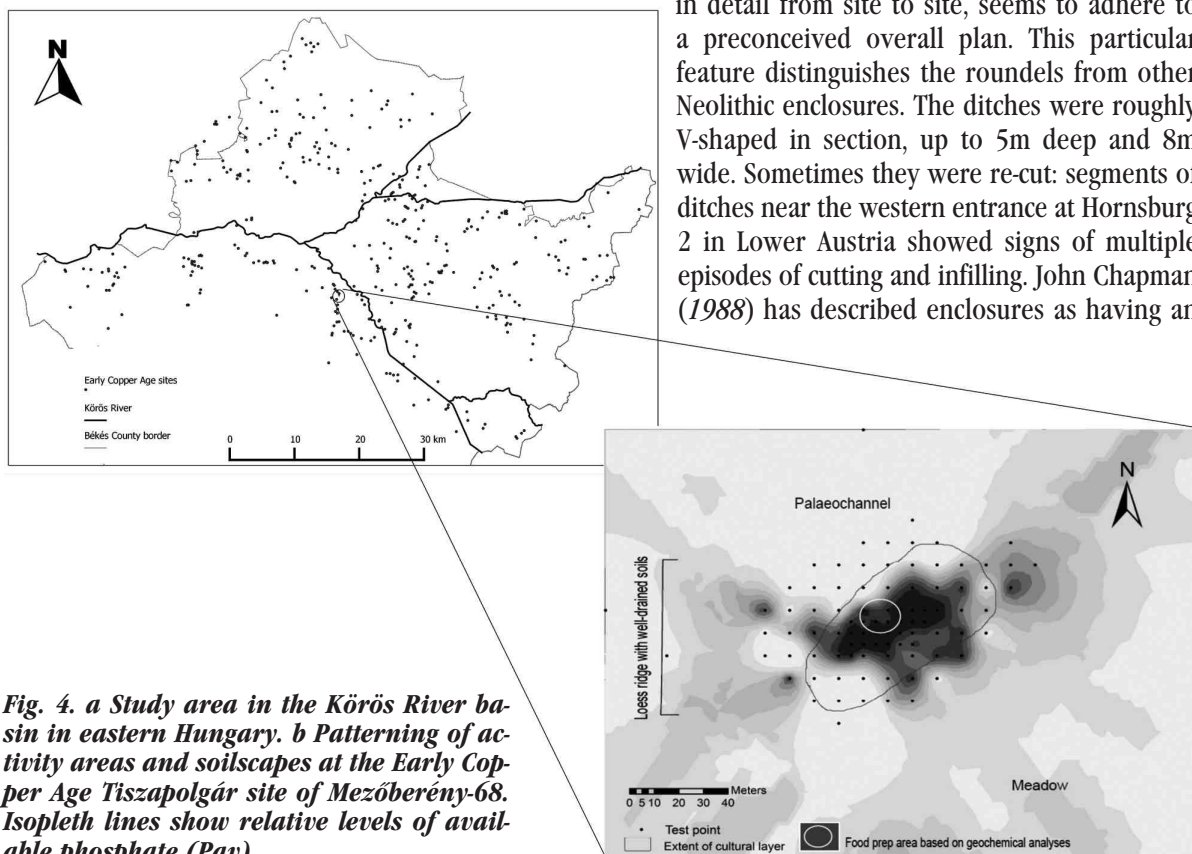 N
Early Copper Age sites
Körös River
Békés County border
0 10 20 30 km
in detail from site to site, seems to adhere to
a preconceived overall plan. This particular
feature distinguishes the roundels from other
Neolithic enclosures. The ditches were roughly
V-shaped in section, up to 5m deep and 8m
wide. Sometimes they were re-cut: segments of
ditches near the western entrance at Hornsburg
2 in Lower Austria showed signs of multiple
episodes of cutting and infilling. John Chapman
(1988) has described enclosures as having an
N
Palaeochannel
Loess ridge with well-drained soils
Meadow
Meters
0 5 10 20 30 40
Test point
Extent of cultural layer
Food prep area based on geochemical analyses
Fig. 4. a Study area in the Körös River ba-
sin in eastern Hungary. b Patterning of ac-
tivity areas and soilscapes at the Early Cop-
per Age Tiszapolgár site of Mezőberény-68.
Isopleth lines show relative levels of avail-
able phosphate (Pav)